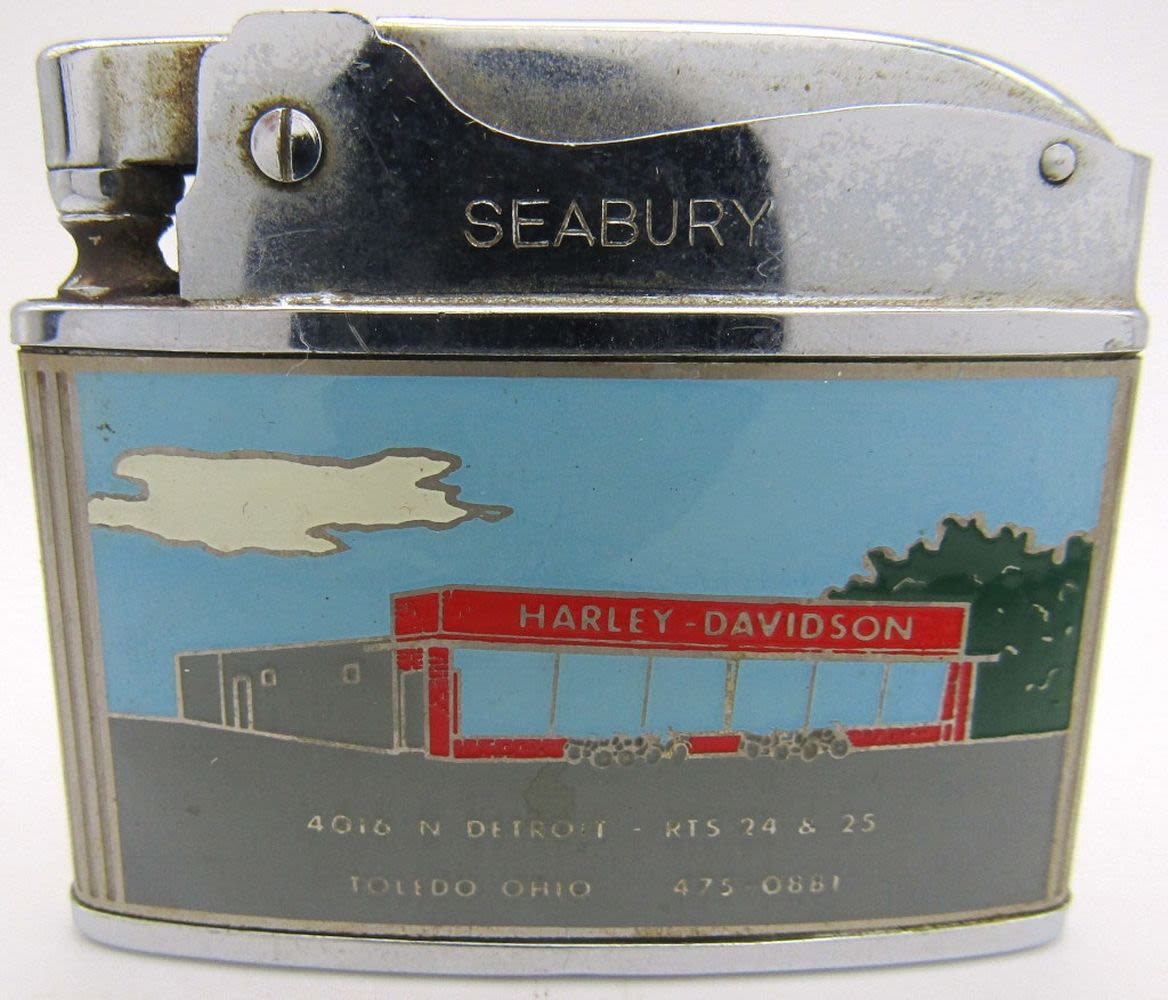 SEABURY
HARLEY-DAVIDSON
4016 N DETROIT - RTS 24 & 25
TOLEDO OHIO 475-0881